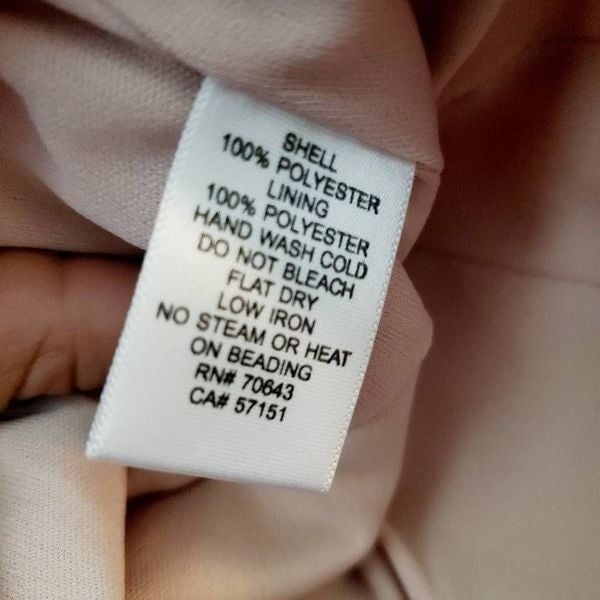 SHELL
100% POLYESTER
LINING
100% POLYESTER
HAND WASH COLD
DO NOT BLEACH
FLAT DRY
LOW IRON
NO STEAM OR HEAT
ON BEADING
RN# 70643
CA# 57151